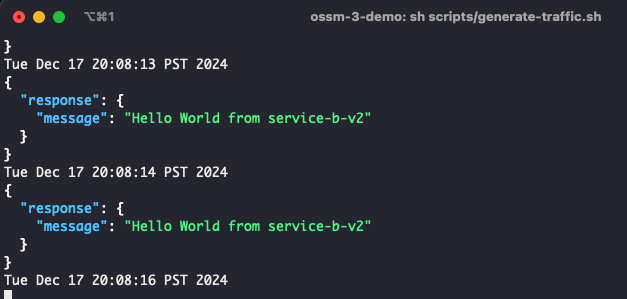 ⌥⌘1
ossm-3-demo: sh scripts/generate-traffic.sh
}
Tue Dec 17 20:08:13 PST 2024
{
  "response": {
    "message": "Hello World from service-b-v2"
  }
}
Tue Dec 17 20:08:14 PST 2024
{
  "response": {
    "message": "Hello World from service-b-v2"
  }
}
Tue Dec 17 20:08:16 PST 2024